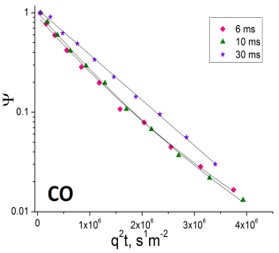 1
0.1
0.01
Ψ
6 ms
10 ms
30 ms
CO
0 1x10⁶ 2x10⁶ 3x10⁶ 4x10⁶
q²t, s¹m⁻²